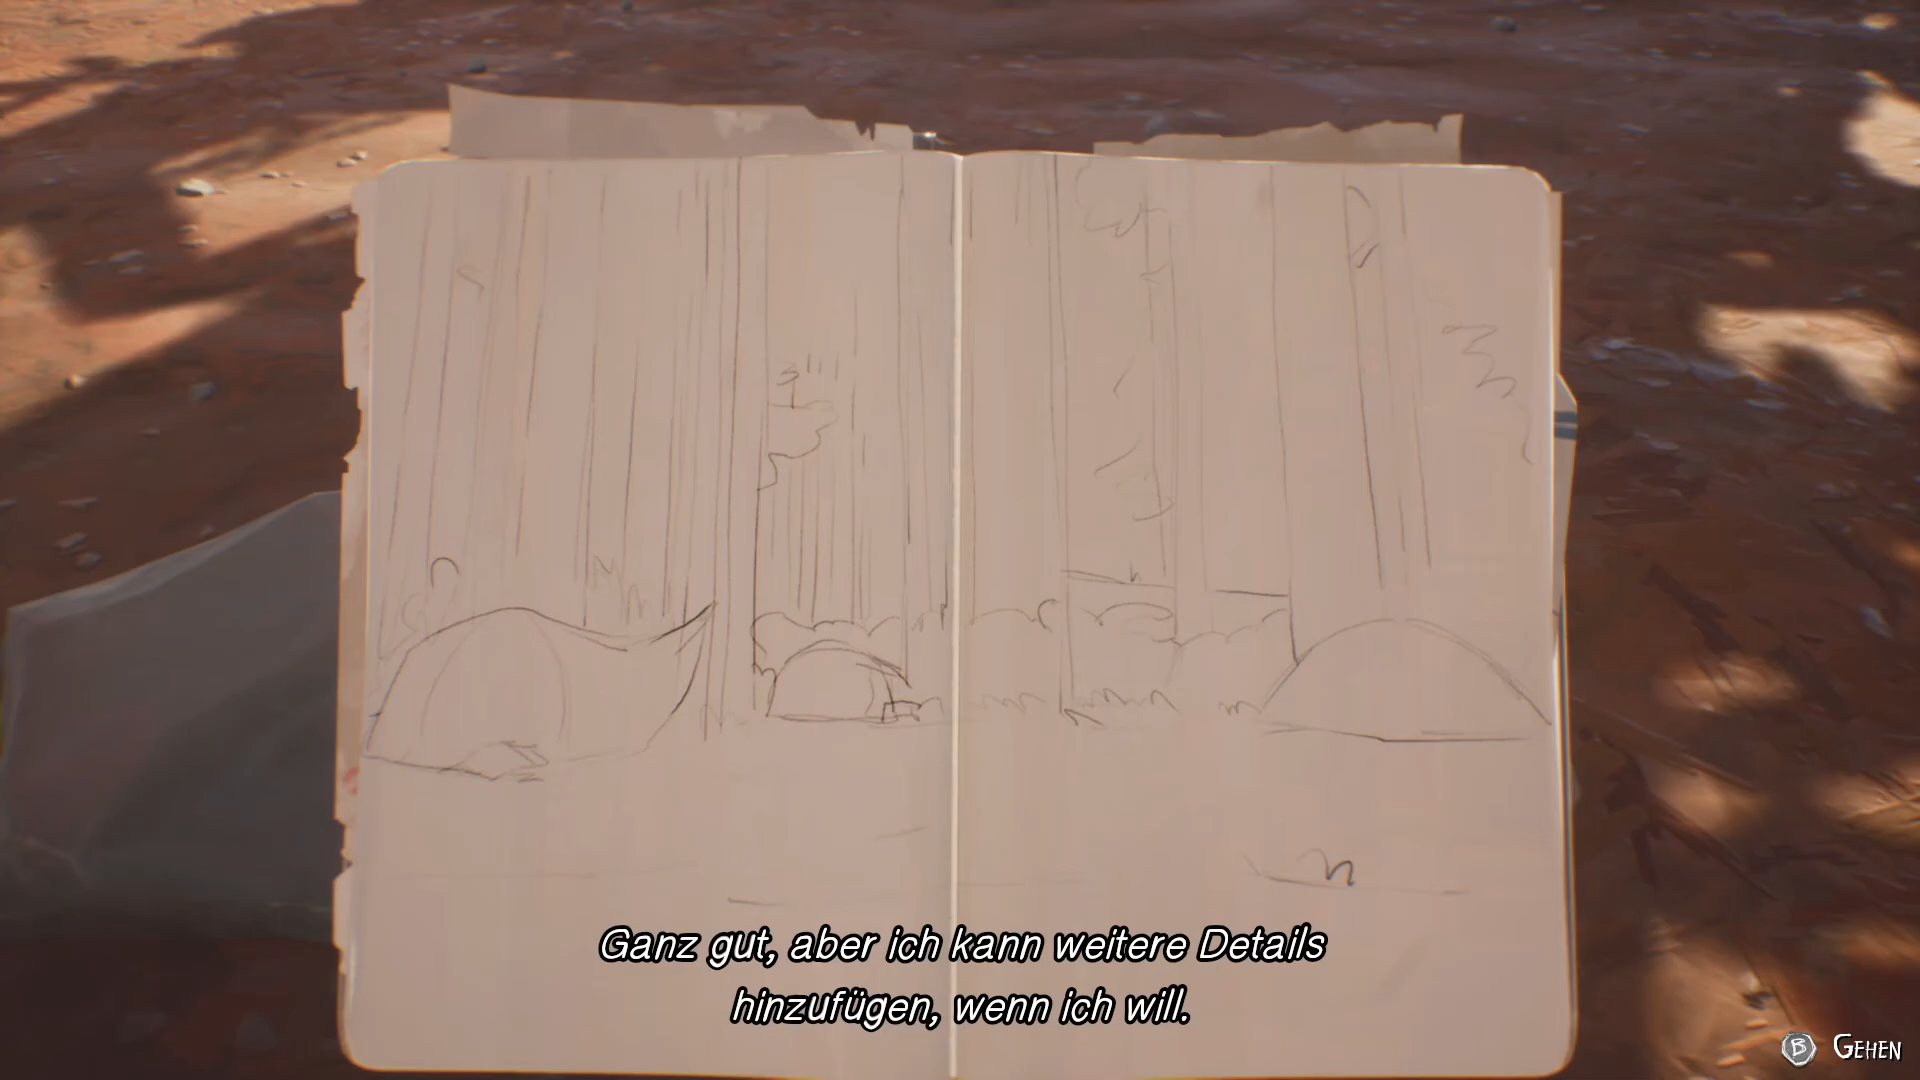 Ganz gut, aber ich kann weitere Details
hinzufügen, wenn ich will.
B GEHEN